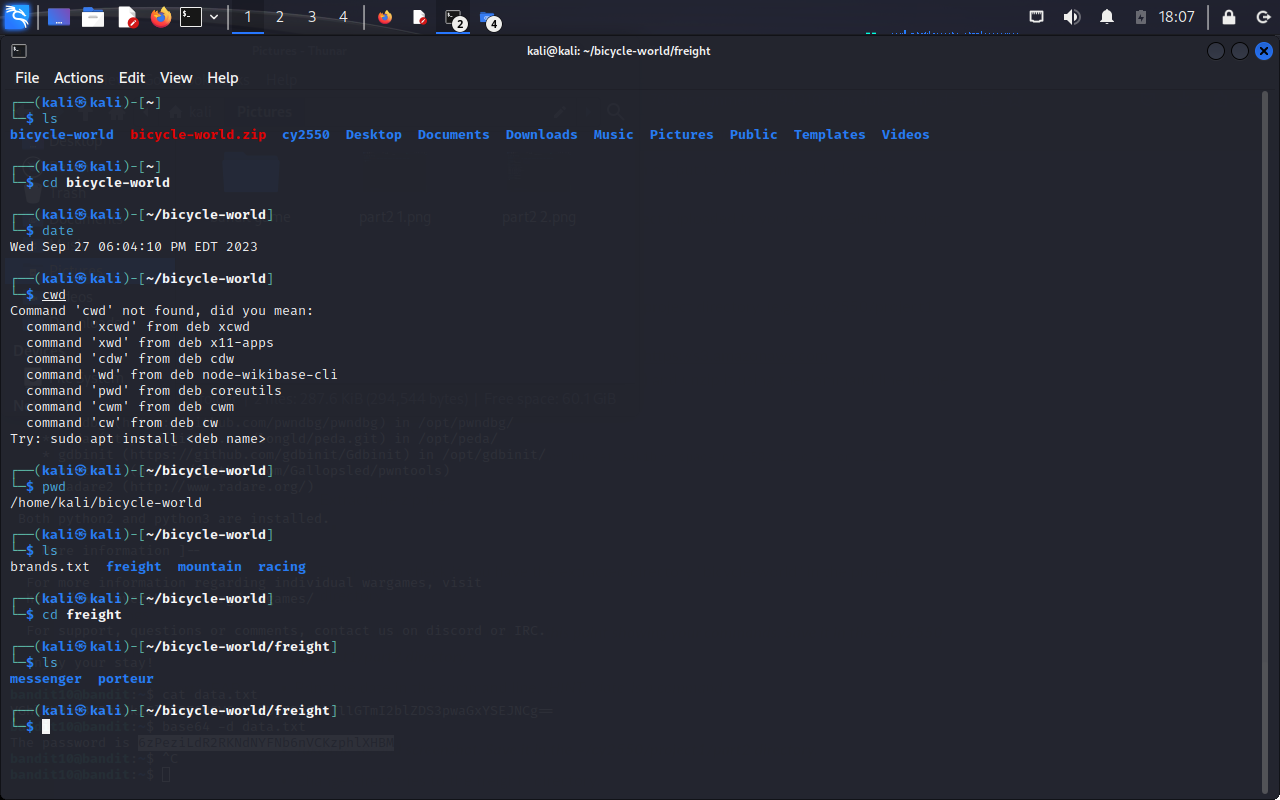 1 2 3 4 2 4 18:07
kali@kali: ~/bicycle-world/freight
File Actions Edit View Help
┌──(kali㉿kali)-[~]
└─$ ls
bicycle-world bicycle-world.zip cy2550 Desktop Documents Downloads Music Pictures Public Templates Videos
┌──(kali㉿kali)-[~]
└─$ cd bicycle-world
┌──(kali㉿kali)-[~/bicycle-world]
└─$ date
Wed Sep 27 06:04:10 PM EDT 2023
┌──(kali㉿kali)-[~/bicycle-world]
└─$ cwd
Command 'cwd' not found, did you mean:
command 'xcwd' from deb xcwd
command 'xwd' from deb x11-apps
command 'cdw' from deb cdw
command 'wd' from deb node-wikibase-cli
command 'pwd' from deb coreutils
command 'cwm' from deb cwm
command 'cw' from deb cw
Try: sudo apt install <deb name>
┌──(kali㉿kali)-[~/bicycle-world]
└─$ pwd
/home/kali/bicycle-world
┌──(kali㉿kali)-[~/bicycle-world]
└─$ ls
brands.txt freight mountain racing
┌──(kali㉿kali)-[~/bicycle-world]
└─$ cd freight
┌──(kali㉿kali)-[~/bicycle-world/freight]
└─$ ls
messenger porteur
┌──(kali㉿kali)-[~/bicycle-world/freight]
└─$